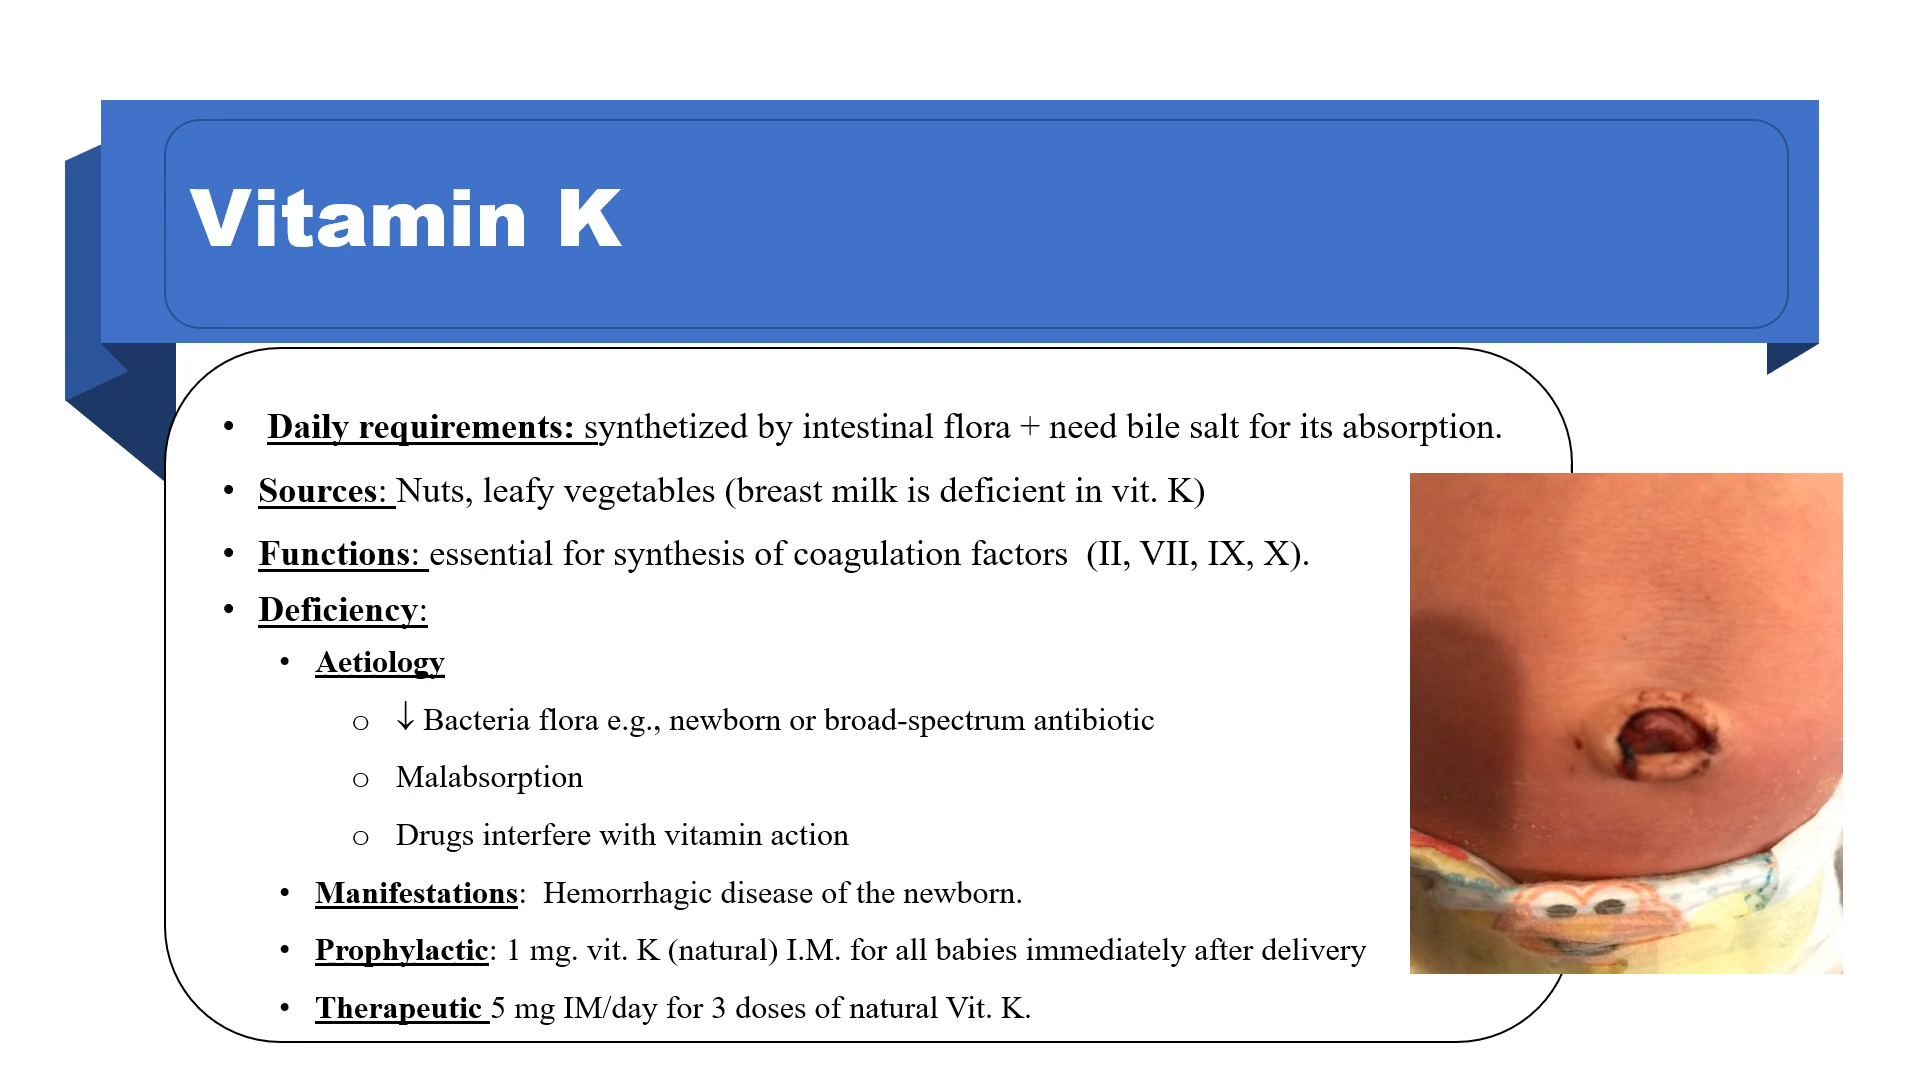 Vitamin K
• Daily requirements: synthetized by intestinal flora + need bile salt for its absorption.
• Sources: Nuts, leafy vegetables (breast milk is deficient in vit. K)
• Functions: essential for synthesis of coagulation factors  (II, VII, IX, X).
• Deficiency:
• Aetiology
o ↓ Bacteria flora e.g., newborn or broad-spectrum antibiotic
o Malabsorption
o Drugs interfere with vitamin action
• Manifestations:  Hemorrhagic disease of the newborn.
• Prophylactic: 1 mg. vit. K (natural) I.M. for all babies immediately after delivery
• Therapeutic 5 mg IM/day for 3 doses of natural Vit. K.